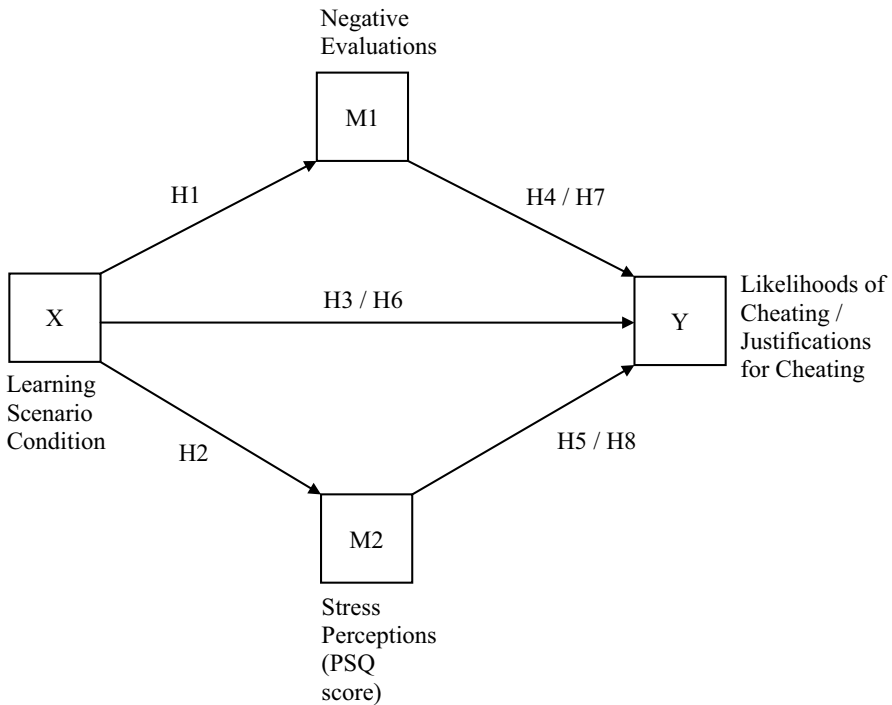 Negative
Evaluations
M1
H1
H4 / H7
X
H3 / H6
Y
Likelihoods of
Cheating /
Justifications
for Cheating
Learning
Scenario
Condition
H2
H5 / H8
M2
Stress
Perceptions
(PSQ
score)